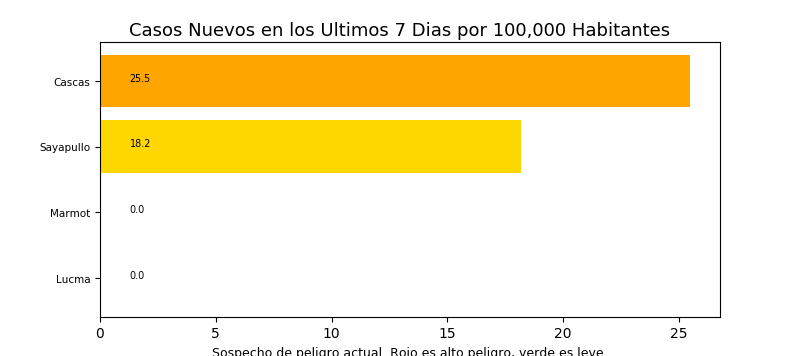 Casos Nuevos en los Ultimos 7 Dias por 100,000 Habitantes
Cascas
25.5
Sayapullo
18.2
Marmot
0.0
Lucma
0.0
0 5 10 15 20 25
Sospecho de peligro actual. Rojo es alto peligro, verde es leve